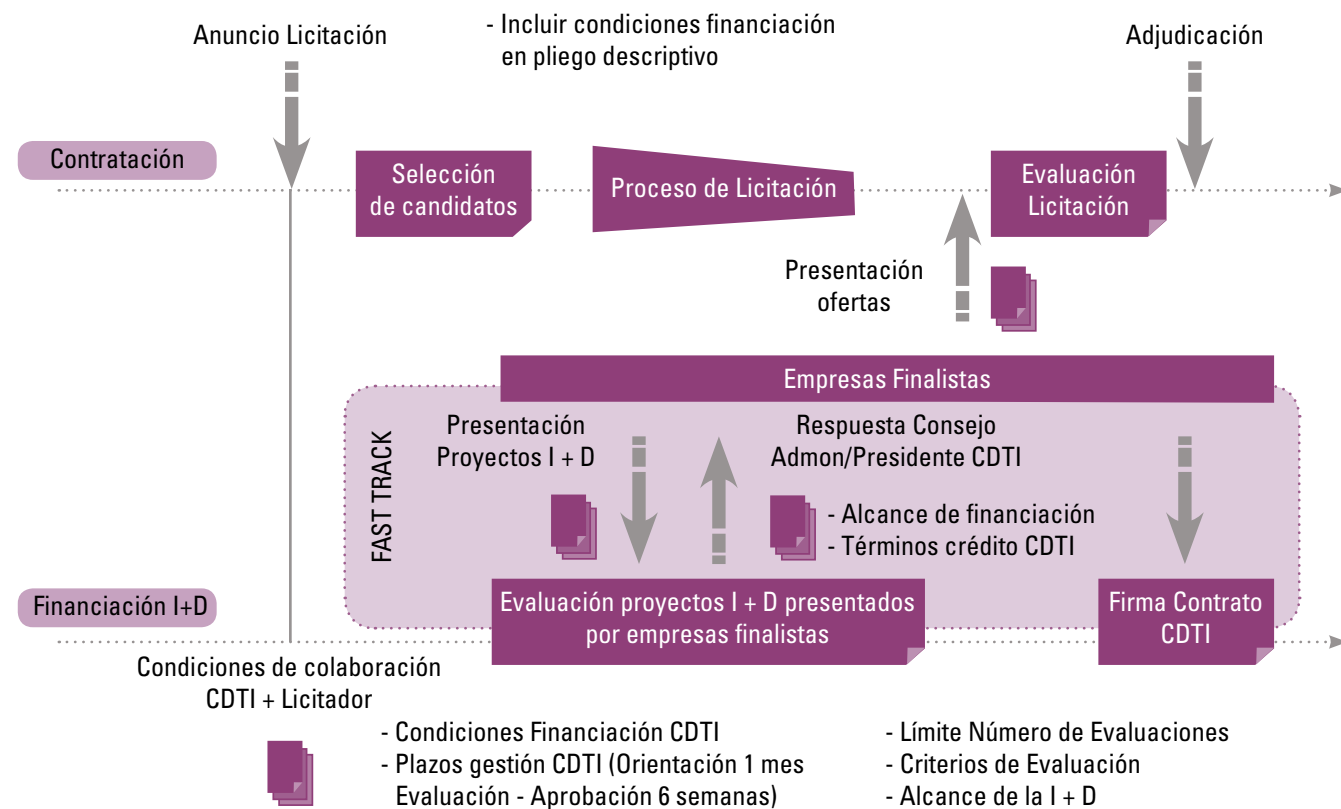 Anuncio Licitación
- Incluir condiciones financiación
en pliego descriptivo
Adjudicación
Contratación
Selección
de candidatos
Proceso de Licitación
Evaluación
Licitación
Presentación
ofertas
Empresas Finalistas
FAST TRACK
Presentación
Proyectos I + D
Respuesta Consejo
Admon/Presidente CDTI
- Alcance de financiación
- Términos crédito CDTI
Financiación I+D
Evaluación proyectos I + D presentados
por empresas finalistas
Firma Contrato
CDTI
Condiciones de colaboración
CDTI + Licitador
- Condiciones Financiación CDTI
- Plazos gestión CDTI (Orientación 1 mes
Evaluación - Aprobación 6 semanas)
- Límite Número de Evaluaciones
- Criterios de Evaluación
- Alcance de la I + D